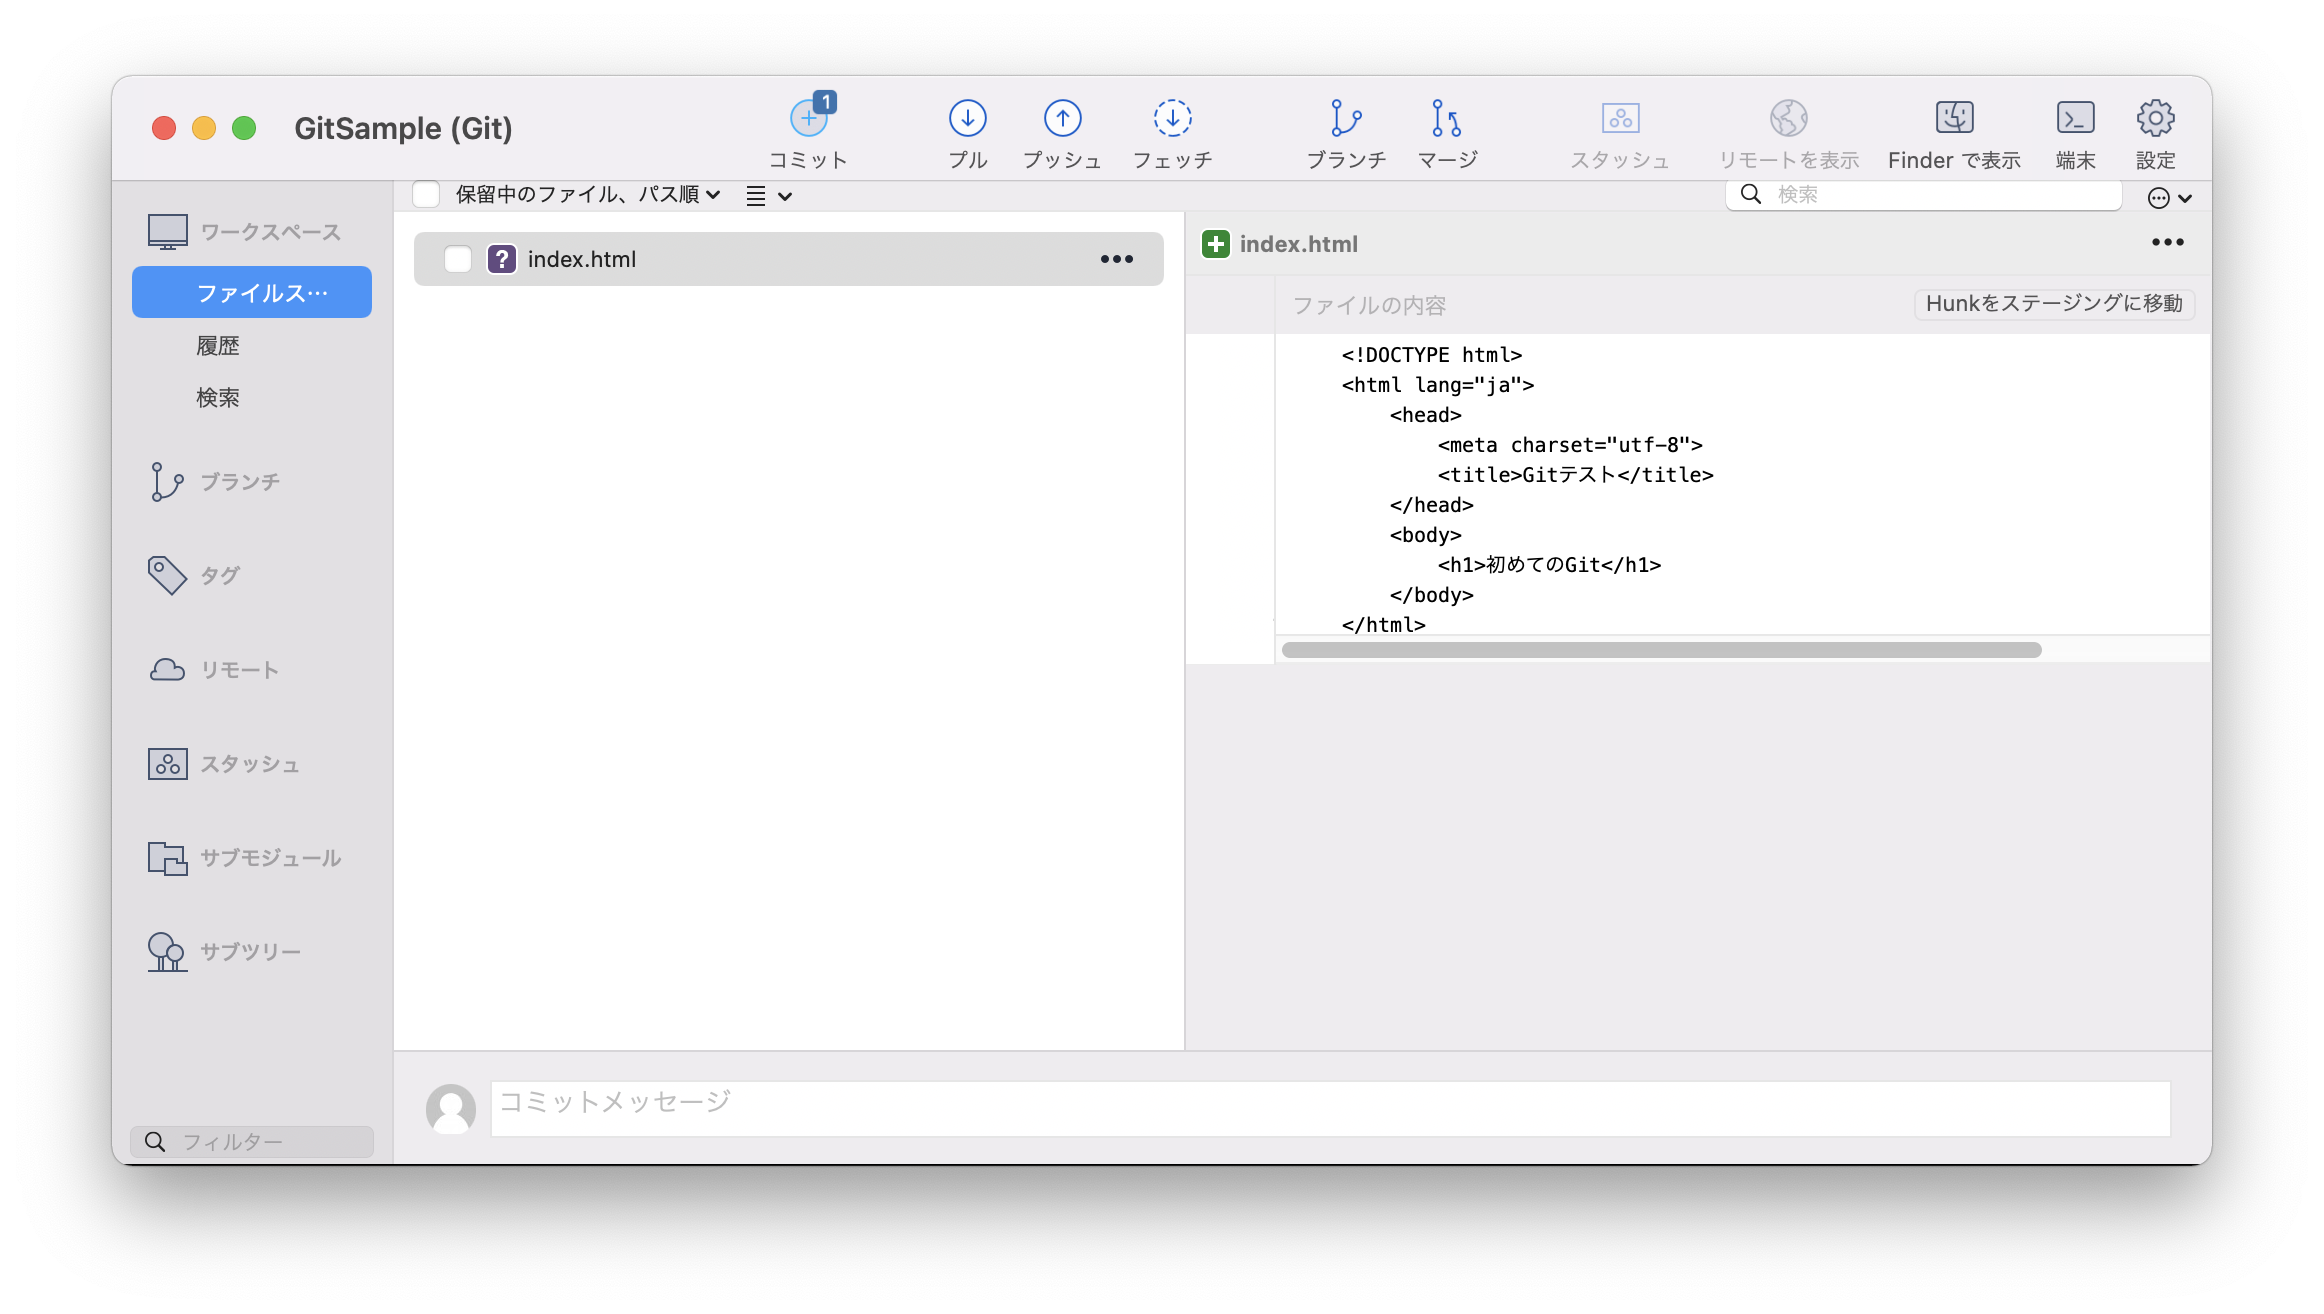 GitSample (Git)
1
コミット
プル
プッシュ
フェッチ
ブランチ
マージ
スタッシュ
リモートを表示
Finder で表示
端末
設定
保留中のファイル、パス順
検索
ワークスペース
ファイルス…
履歴
検索
ブランチ
タグ
リモート
スタッシュ
サブモジュール
サブツリー
フィルター
? index.html
index.html
ファイルの内容
Hunkをステージングに移動
<!DOCTYPE html>
<html lang="ja">
    <head>
        <meta charset="utf-8">
        <title>Gitテスト</title>
    </head>
    <body>
        <h1>初めてのGit</h1>
    </body>
</html>
コミットメッセージ